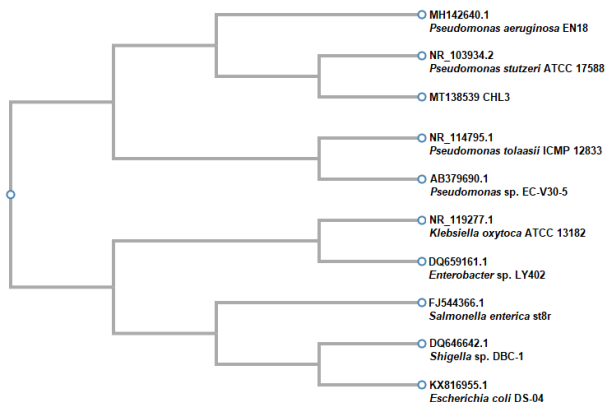 MH142640.1
Pseudomonas aeruginosa EN18
NR_103934.2
Pseudomonas stutzeri ATCC 17588
MT138539 CHL3
NR_114795.1
Pseudomonas tolaasii ICMP 12833
AB379690.1
Pseudomonas sp. EC-V30-5
NR_119277.1
Klebsiella oxytoca ATCC 13182
DQ659161.1
Enterobacter sp. LY402
FJ544366.1
Salmonella enterica st8r
DQ646642.1
Shigella sp. DBC-1
KX816955.1
Escherichia coli DS-04